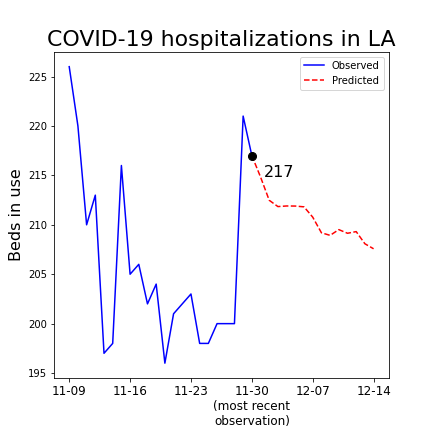 COVID-19 hospitalizations in LA
Observed
Predicted
225
220
215
210
205
200
195
Beds in use
217
11-09 11-16 11-23 11-30 12-07 12-14
(most recent
observation)